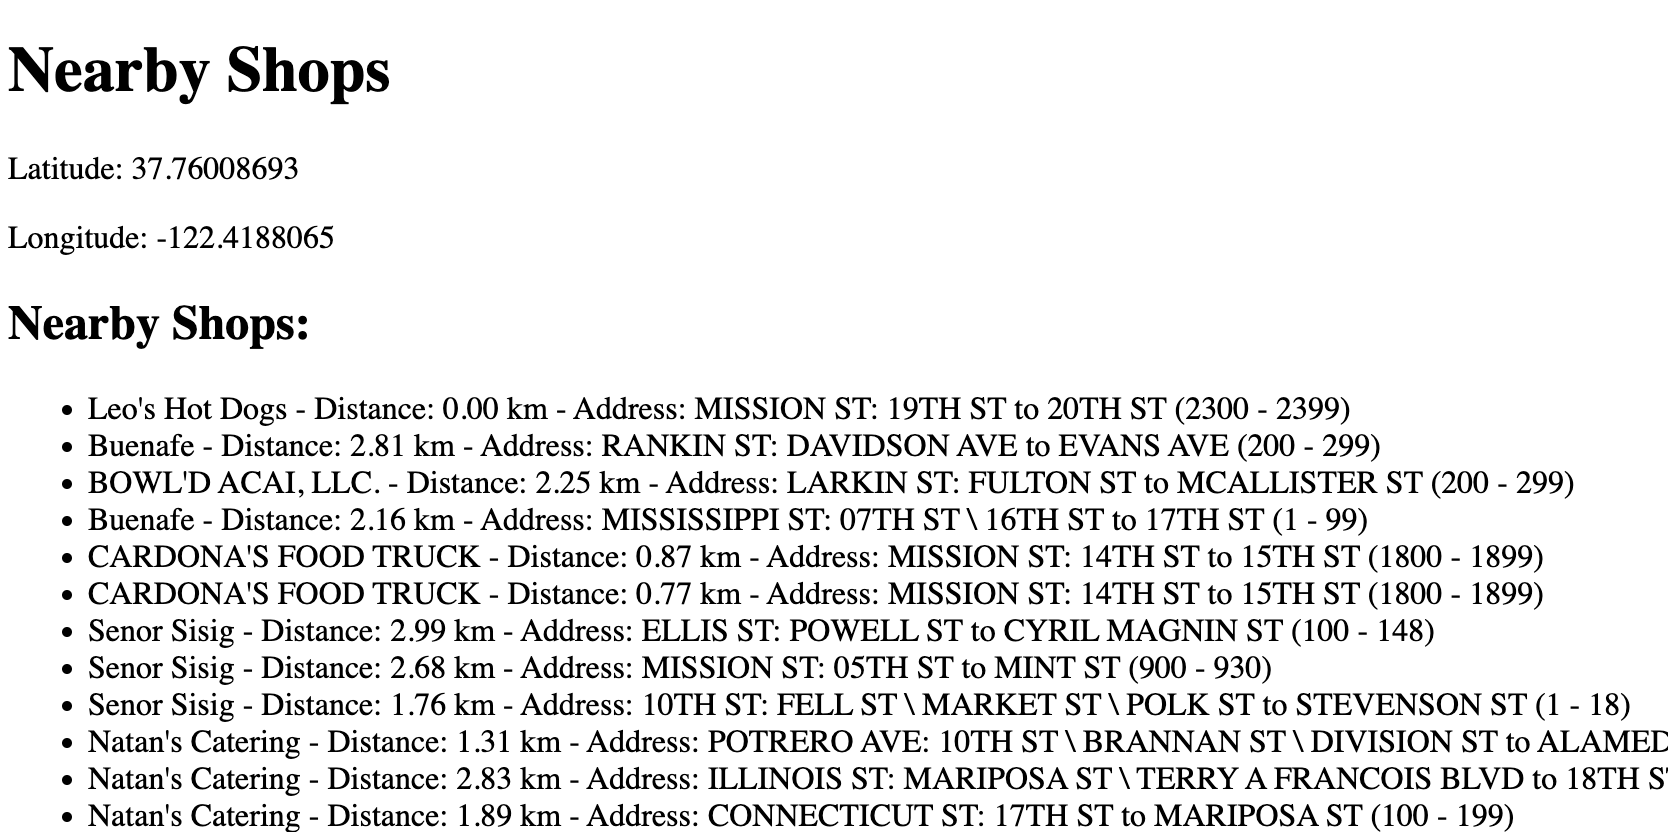 Nearby Shops
Latitude: 37.76008693
Longitude: -122.4188065
Nearby Shops:
• Leo's Hot Dogs - Distance: 0.00 km - Address: MISSION ST: 19TH ST to 20TH ST (2300 - 2399)
• Buenafe - Distance: 2.81 km - Address: RANKIN ST: DAVIDSON AVE to EVANS AVE (200 - 299)
• BOWL'D ACAI, LLC. - Distance: 2.25 km - Address: LARKIN ST: FULTON ST to MCALLISTER ST (200 - 299)
• Buenafe - Distance: 2.16 km - Address: MISSISSIPPI ST: 07TH ST \ 16TH ST to 17TH ST (1 - 99)
• CARDONA'S FOOD TRUCK - Distance: 0.87 km - Address: MISSION ST: 14TH ST to 15TH ST (1800 - 1899)
• CARDONA'S FOOD TRUCK - Distance: 0.77 km - Address: MISSION ST: 14TH ST to 15TH ST (1800 - 1899)
• Senor Sisig - Distance: 2.99 km - Address: ELLIS ST: POWELL ST to CYRIL MAGNIN ST (100 - 148)
• Senor Sisig - Distance: 2.68 km - Address: MISSION ST: 05TH ST to MINT ST (900 - 930)
• Senor Sisig - Distance: 1.76 km - Address: 10TH ST: FELL ST \ MARKET ST \ POLK ST to STEVENSON ST (1 - 18)
• Natan's Catering - Distance: 1.31 km - Address: POTRERO AVE: 10TH ST \ BRANNAN ST \ DIVISION ST to ALAMED
• Natan's Catering - Distance: 2.83 km - Address: ILLINOIS ST: MARIPOSA ST \ TERRY A FRANCOIS BLVD to 18TH ST
• Natan's Catering - Distance: 1.89 km - Address: CONNECTICUT ST: 17TH ST to MARIPOSA ST (100 - 199)